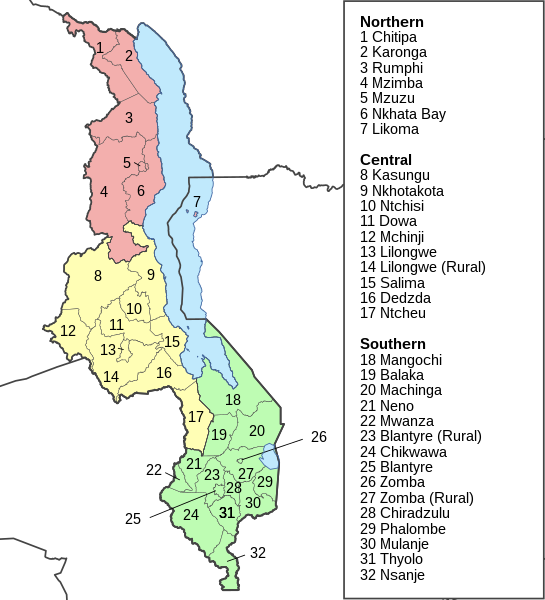 Northern
1 Chitipa
2 Karonga
3 Rumphi
4 Mzimba
5 Mzuzu
6 Nkhata Bay
7 Likoma
Central
8 Kasungu
9 Nkhotakota
10 Ntchisi
11 Dowa
12 Mchinji
13 Lilongwe
14 Lilongwe (Rural)
15 Salima
16 Dedzda
17 Ntcheu
Southern
18 Mangochi
19 Balaka
20 Machinga
21 Neno
22 Mwanza
23 Blantyre (Rural)
24 Chikwawa
25 Blantyre
26 Zomba
27 Zomba (Rural)
28 Chiradzulu
29 Phalombe
30 Mulanje
31 Thyolo
32 Nsanje
1
2
3
5
4
6
7
8
9
10
11
12
13
15
14
16
18
17
19
20
26
21
22
23
27
28
29
30
25
24
31
32